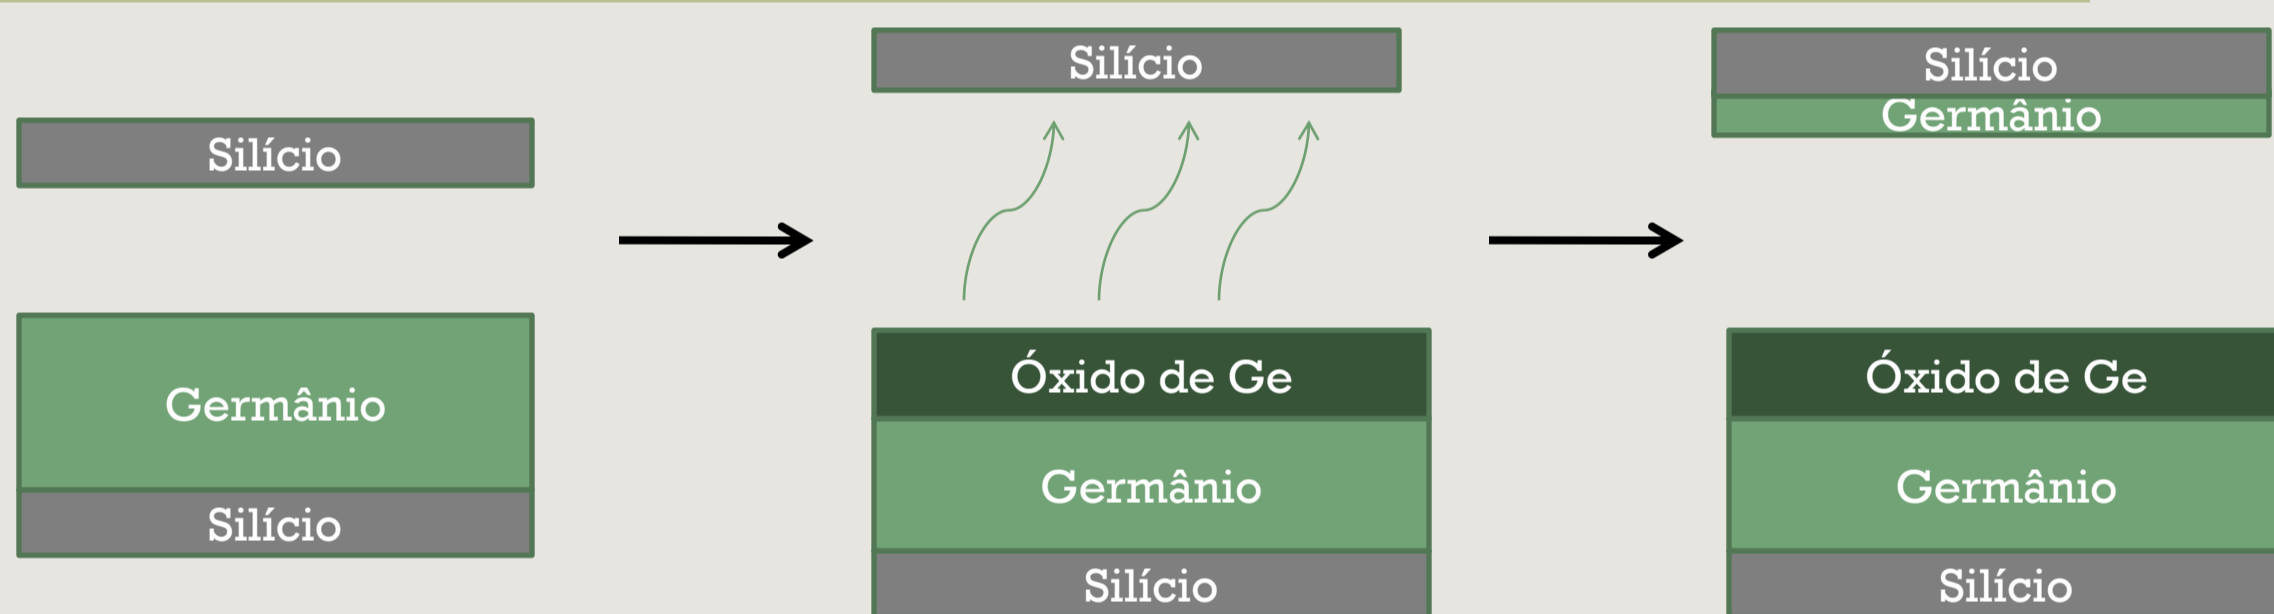 Silício
Germânio
Silício
Silício
Óxido de Ge
Germânio
Silício
Silício
Germânio
Óxido de Ge
Germânio
Silício